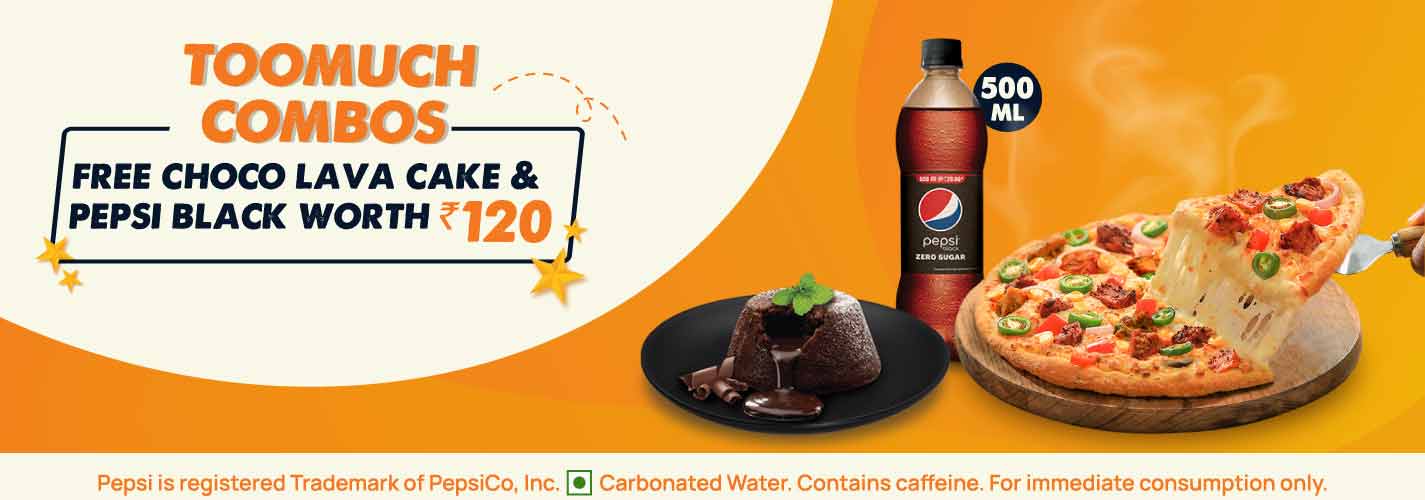 TOOMUCH
COMBOS
FREE CHOCO LAVA CAKE &
PEPSI BLACK WORTH ₹120
500
ML
pepsi
BLACK
ZERO SUGAR
Pepsi is registered Trademark of PepsiCo, Inc. Carbonated Water. Contains caffeine. For immediate consumption only.